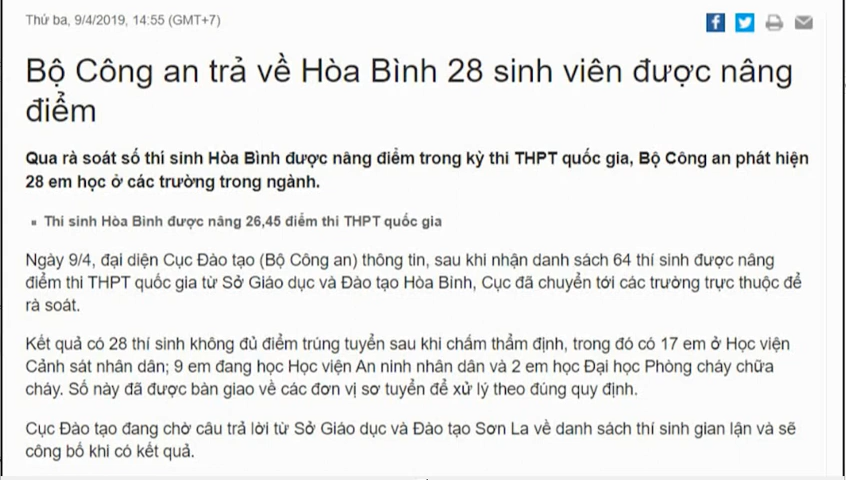 Thứ ba, 9/4/2019, 14:55 (GMT+7)
Bộ Công an trả về Hòa Bình 28 sinh viên được nâng
điểm
Qua rà soát số thí sinh Hòa Bình được nâng điểm trong kỳ thi THPT quốc gia, Bộ Công an phát hiện
28 em học ở các trường trong ngành.
Thí sinh Hòa Bình được nâng 26,45 điểm thi THPT quốc gia
Ngày 9/4, đại diện Cục Đào tạo (Bộ Công an) thông tin, sau khi nhận danh sách 64 thí sinh được nâng
điểm thi THPT quốc gia từ Sở Giáo dục và Đào tạo Hòa Bình, Cục đã chuyển tới các trường trực thuộc để
rà soát.
Kết quả có 28 thí sinh không đủ điểm trúng tuyển sau khi chấm thẩm định, trong đó có 17 em ở Học viện
Cảnh sát nhân dân; 9 em đang học Học viện An ninh nhân dân và 2 em học Đại học Phòng cháy chữa
cháy. Số này đã được bàn giao về các đơn vị sơ tuyển để xử lý theo đúng quy định.
Cục Đào tạo đang chờ câu trả lời từ Sở Giáo dục và Đào tạo Sơn La về danh sách thí sinh gian lận và sẽ
công bố khi có kết quả.